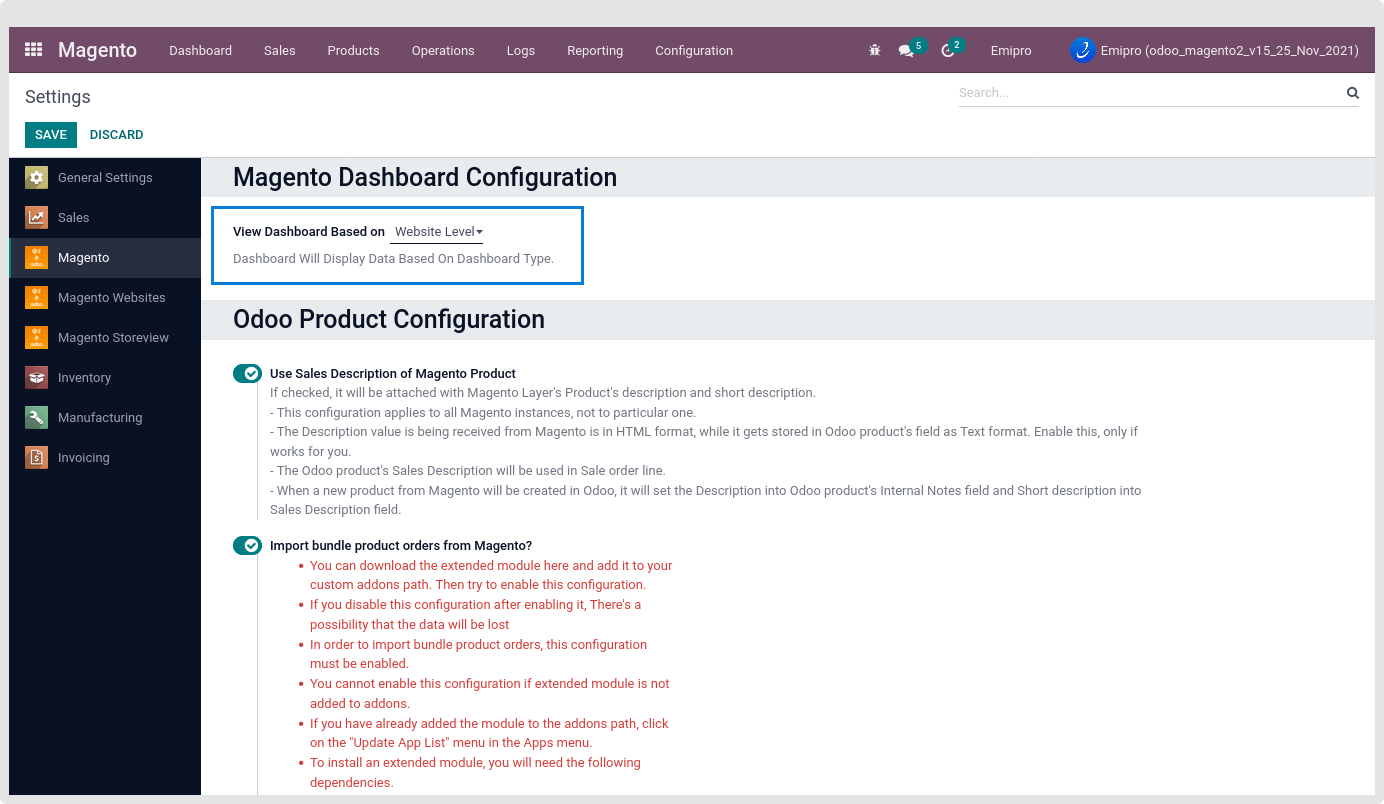 Magento Dashboard Sales Products Operations Logs Reporting Configuration 5 2 Emipro Emipro (odoo_magento2_v15_25_Nov_2021)
Settings
Search...
SAVE DISCARD
General Settings
Sales
Magento
Magento Websites
Magento Storeview
Inventory
Manufacturing
Invoicing
Magento Dashboard Configuration
View Dashboard Based on Website Level
Dashboard Will Display Data Based On Dashboard Type.
Odoo Product Configuration
Use Sales Description of Magento Product
If checked, it will be attached with Magento Layer's Product's description and short description.
- This configuration applies to all Magento instances, not to particular one.
- The Description value is being received from Magento is in HTML format, while it gets stored in Odoo product's field as Text format. Enable this, only if
works for you.
- The Odoo product's Sales Description will be used in Sale order line.
- When a new product from Magento will be created in Odoo, it will set the Description into Odoo product's Internal Notes field and Short description into
Sales Description field.
Import bundle product orders from Magento?
• You can download the extended module here and add it to your
custom addons path. Then try to enable this configuration.
• If you disable this configuration after enabling it, There's a
possibility that the data will be lost
• In order to import bundle product orders, this configuration
must be enabled.
• You cannot enable this configuration if extended module is not
added to addons.
• If you have already added the module to the addons path, click
on the "Update App List" menu in the Apps menu.
• To install an extended module, you will need the following
dependencies.